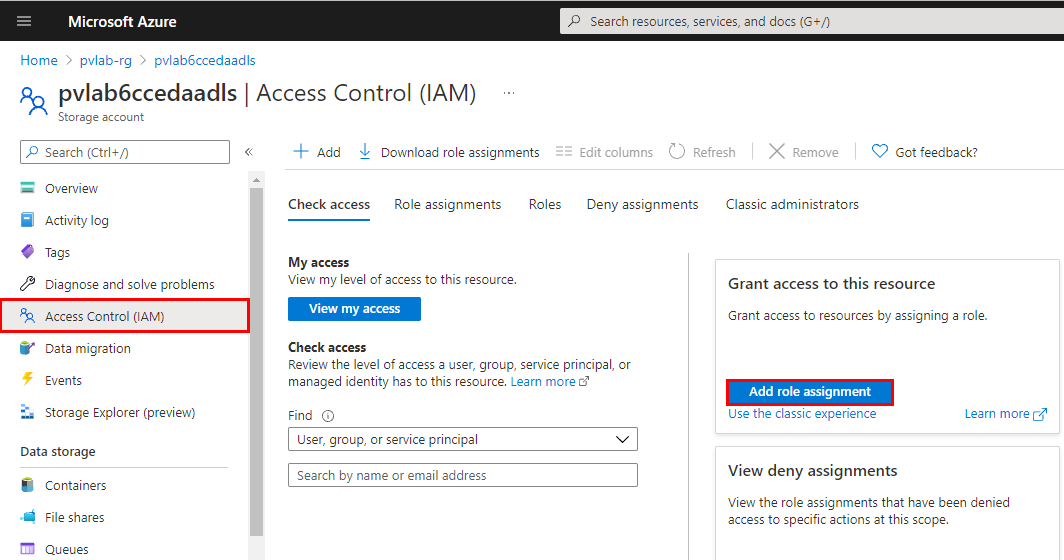 Microsoft Azure
Search resources, services, and docs (G+/)
Home > pvlab-rg > pvlab6ccedaadls
pvlab6ccedaadls | Access Control (IAM) ...
Storage account
Search (Ctrl+/)
«
Overview
Activity log
Tags
Diagnose and solve problems
Access Control (IAM)
Data migration
Events
Storage Explorer (preview)
Data storage
Containers
File shares
Queues
Add Download role assignments Edit columns Refresh Remove Got feedback?
Check access Role assignments Roles Deny assignments Classic administrators
My access
View my level of access to this resource.
View my access
Check access
Review the level of access a user, group, service principal, or
managed identity has to this resource. Learn more
Find
User, group, or service principal
Search by name or email address
Grant access to this resource
Grant access to resources by assigning a role.
Add role assignment
Use the classic experience Learn more
View deny assignments
View the role assignments that have been denied
access to specific actions at this scope.